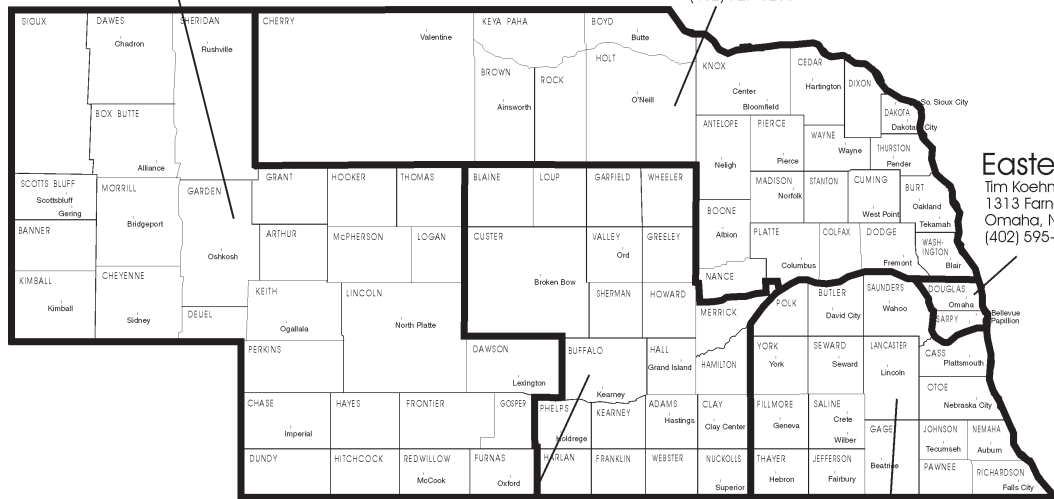 SIOUX
DAWES
Chadron
SHERIDAN
Rushville
CHERRY
Valentine
KEYA PAHA
BOYD
Butte
HOLT
O'Neill
BROWN
Ainsworth
ROCK
KNOX
Center
Bloomfield
CEDAR
Hartington
DIXON
So. Sioux City
DAKOTA
Dakota City
BOX BUTTE
Alliance
ANTELOPE
Neligh
PIERCE
Pierce
WAYNE
Wayne
THURSTON
Pender
SCOTTS BLUFF
Scottsbluff
Gering
MORRILL
Bridgeport
GARDEN
Oshkosh
GRANT
HOOKER
THOMAS
BLAINE
LOUP
GARFIELD
WHEELER
MADISON
Norfolk
STANTON
CUMING
West Point
BURT
Oakland
Tekamah
Easte
Tim Koehn
1313 Farn
Omaha, N
(402) 595-
BANNER
ARTHUR
McPHERSON
LOGAN
CUSTER
Broken Bow
VALLEY
Ord
GREELEY
BOONE
Albion
PLATTE
Columbus
COLFAX
DODGE
Fremont
WASH-
INGTON
Blair
KIMBALL
Kimball
CHEYENNE
Sidney
DEUEL
KEITH
Ogallala
LINCOLN
North Platte
SHERMAN
HOWARD
NANCE
MERRICK
POLK
BUTLER
David City
SAUNDERS
Wahoo
DOUGLAS
Omaha
SARPY
Bellevue
Papillion
PERKINS
DAWSON
Lexington
BUFFALO
Kearney
HALL
Grand Island
HAMILTON
YORK
York
SEWARD
Seward
LANCASTER
Lincoln
CASS
Plattsmouth
OTOE
Nebraska City
CHASE
Imperial
HAYES
FRONTIER
GOSPER
PHELPS
Holdrege
KEARNEY
ADAMS
Hastings
CLAY
Clay Center
FILLMORE
Geneva
SALINE
Crete
Wilber
GAGE
Beatrice
JOHNSON
Tecumseh
NEMAHA
Auburn
DUNDY
HITCHCOCK
REDWILLOW
McCook
FURNAS
Oxford
HARLAN
FRANKLIN
WEBSTER
NUCKOLLS
Superior
THAYER
Hebron
JEFFERSON
Fairbury
PAWNEE
RICHARDSON
Falls City